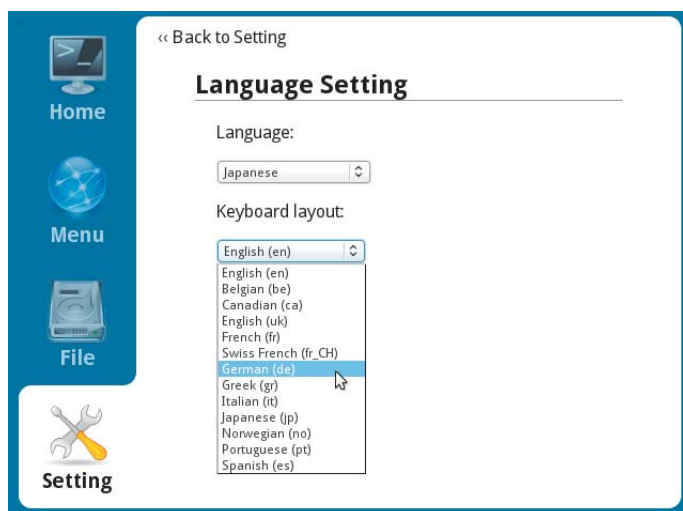 ‹‹ Back to Setting
Language Setting
Home
Language:
Japanese
Keyboard layout:
Menu
English (en)
English (en)
Belgian (be)
Canadian (ca)
English (uk)
French (fr)
Swiss French (fr_CH)
German (de)
Greek (gr)
Italian (it)
Japanese (jp)
Norwegian (no)
Portuguese (pt)
Spanish (es)
File
Setting